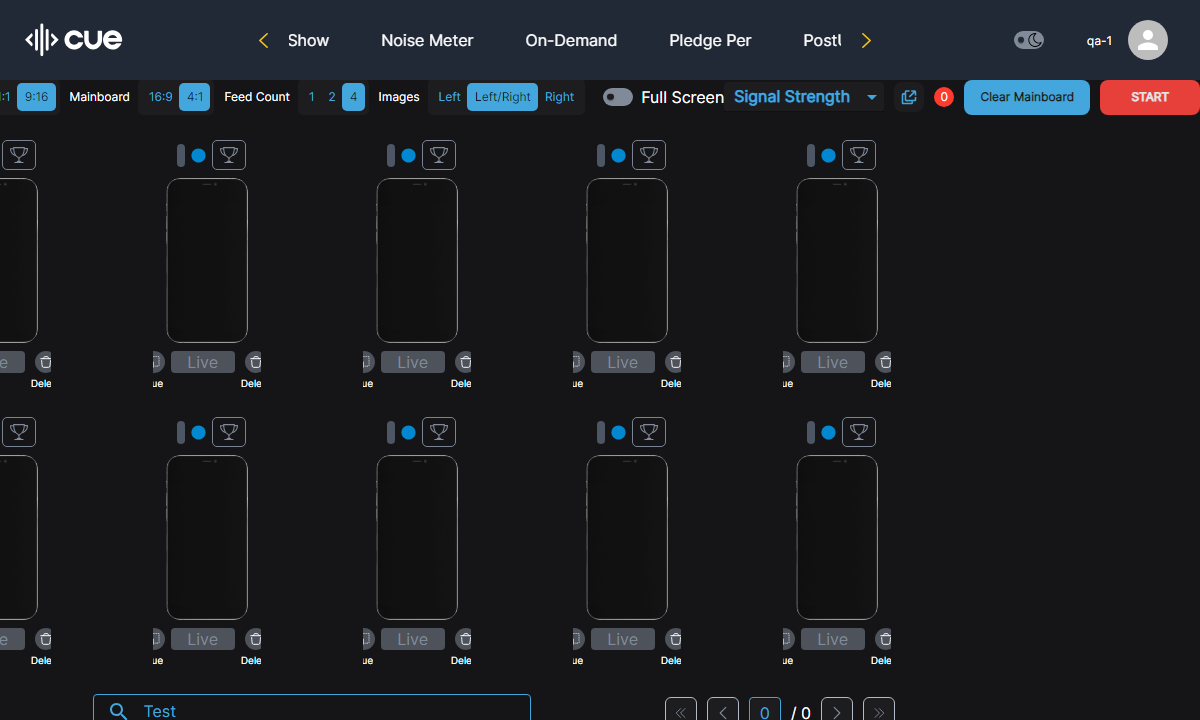 cue
Show
Noise Meter
On-Demand
Pledge Per
qa-1
9:16
Mainboard
16:9
4:1
Feed Count
1
2
4
Images
Left
Left/Right
Right
Full Screen
Signal Strength
0
Clear Mainboard
START
Live
Live
Live
Live
ue
Dele
ue
Dele
ue
Dele
ue
Dele
Dele
Live
Live
Live
Live
Dele
ue
Dele
ue
Dele
ue
Dele
ue
Dele
Test
0
/ 0